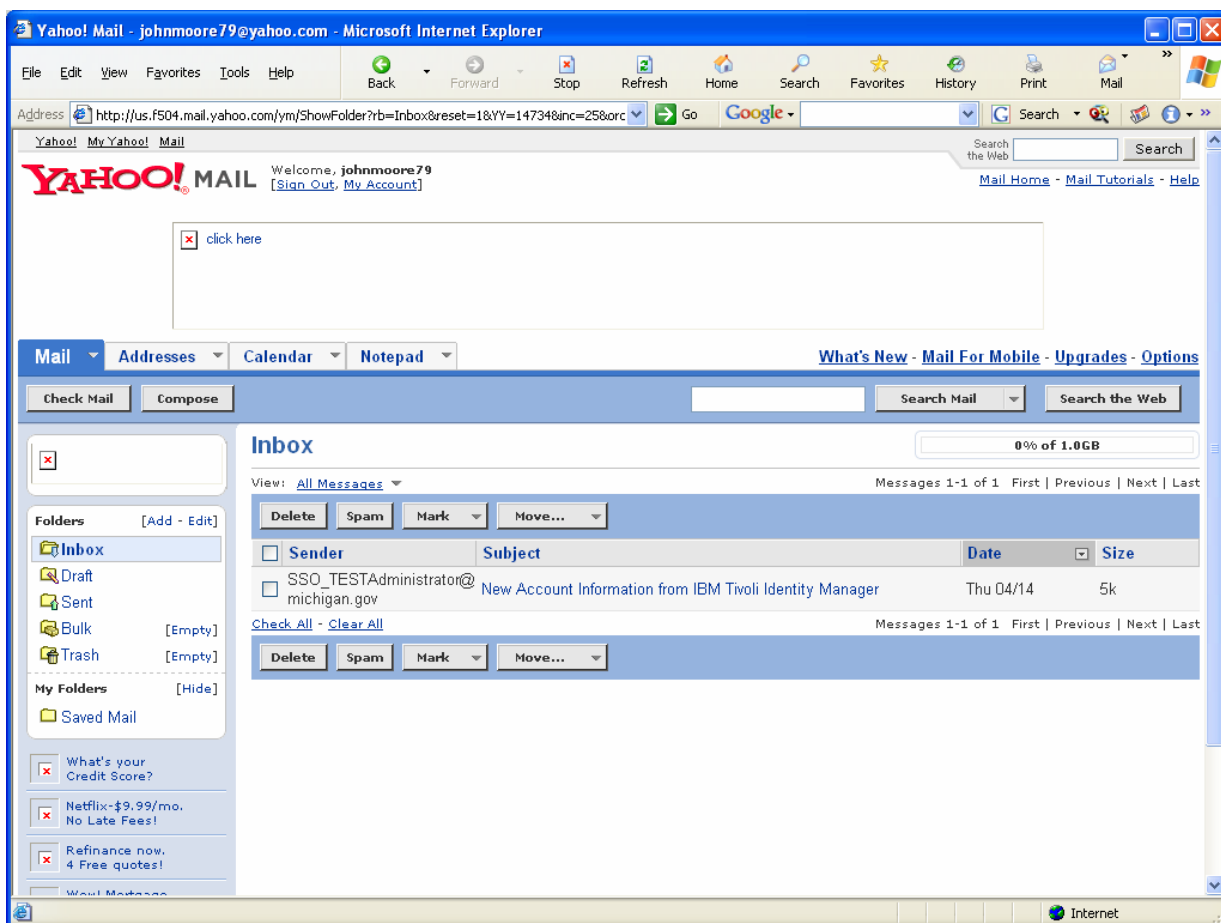 Yahoo! Mail - johnmoore79@yahoo.com - Microsoft Internet Explorer
File Edit View Favorites Tools Help Back Forward Stop Refresh Home Search Favorites History Print Mail »
Address http://us.f504.mail.yahoo.com/ym/ShowFolder?rb=Inbox&reset=1&YY=14734&inc=25&orc Go Google Search »
Yahoo! My Yahoo! Mail
Search the Web Search
YAHOO! MAIL
Welcome, johnmoore79
[Sign Out, My Account]
Mail Home - Mail Tutorials - Help
click here
Mail Addresses Calendar Notepad What's New - Mail For Mobile - Upgrades - Options
Check Mail Compose Search Mail Search the Web
Inbox 0% of 1.0GB
View: All Messages Messages 1-1 of 1 First | Previous | Next | Last
Delete Spam Mark Move...
Sender Subject Date Size
SSO_TESTAdministrator@
michigan.gov New Account Information from IBM Tivoli Identity Manager Thu 04/14 5k
Check All - Clear All Messages 1-1 of 1 First | Previous | Next | Last
Delete Spam Mark Move...
Folders [Add - Edit]
Inbox
Draft
Sent
Bulk [Empty]
Trash [Empty]
My Folders [Hide]
Saved Mail
What's your
Credit Score?
Netflix-$9.99/mo.
No Late Fees!
Refinance now.
4 Free quotes!
Wow! Mortgage
Internet